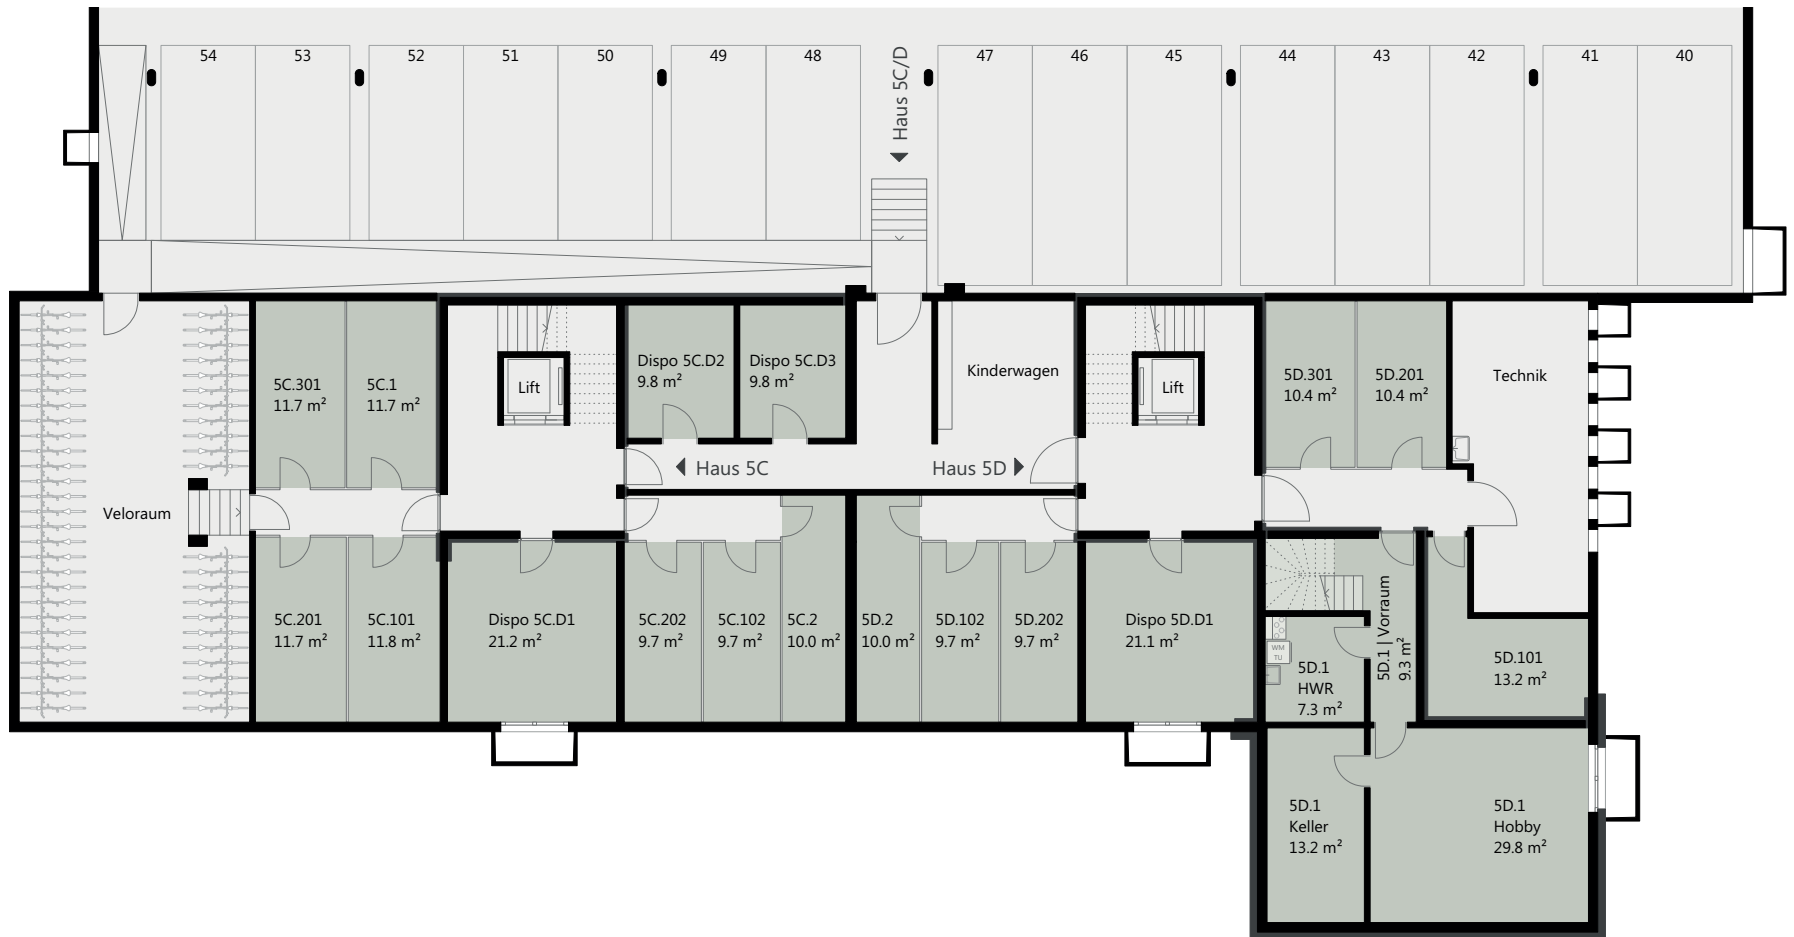 54
53
52
51
50
49
48
Haus 5C/D
47
46
45
44
43
42
41
40
Veloraum
5C.301
11.7 m²
5C.1
11.7 m²
Lift
Dispo 5C.D2
9.8 m²
Dispo 5C.D3
9.8 m²
Kinderwagen
Lift
5D.301
10.4 m²
5D.201
10.4 m²
Technik
Haus 5C
Haus 5D
5C.201
11.7 m²
5C.101
11.8 m²
Dispo 5C.D1
21.2 m²
5C.202
9.7 m²
5C.102
9.7 m²
5C.2
10.0 m²
5D.2
10.0 m²
5D.102
9.7 m²
5D.202
9.7 m²
Dispo 5D.D1
21.1 m²
WM
TU
5D.1
HWR
7.3 m²
5D.1 | Vorraum
9.3 m²
5D.101
13.2 m²
5D.1
Keller
13.2 m²
5D.1
Hobby
29.8 m²